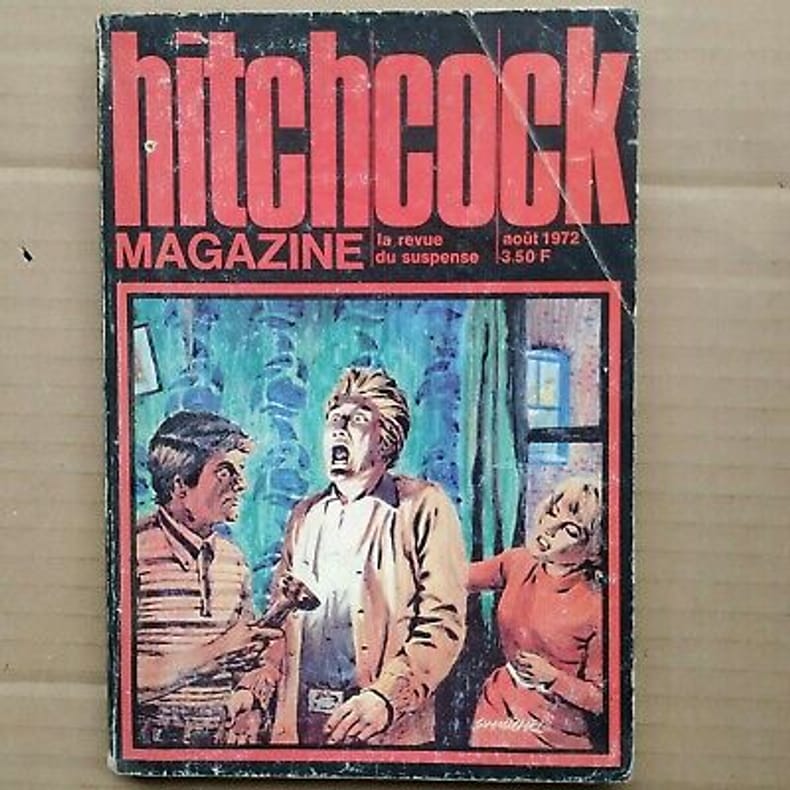 hitchcock
MAGAZINE
la revue
du suspense
août 1972
3,50 F